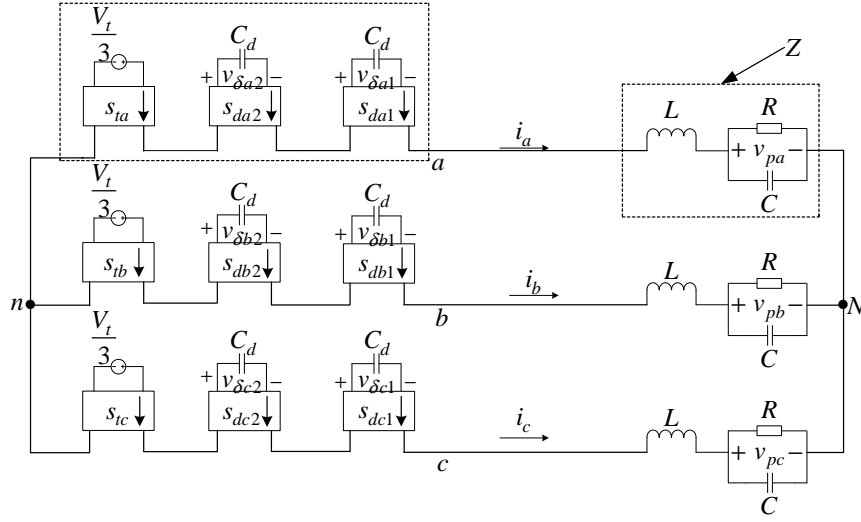 V_t/3 C_d C_d Z
+ v_δa2 − + v_δa1 − L R
s_ta s_da2 s_da1 i_a + v_pa −
a C
V_t/3 C_d C_d
+ v_δb2 − + v_δb1 − L R
s_tb s_db2 s_db1 i_b + v_pb −
n b N
C
V_t/3 C_d C_d
+ v_δc2 − + v_δc1 − L R
s_tc s_dc2 s_dc1 i_c + v_pc −
c C